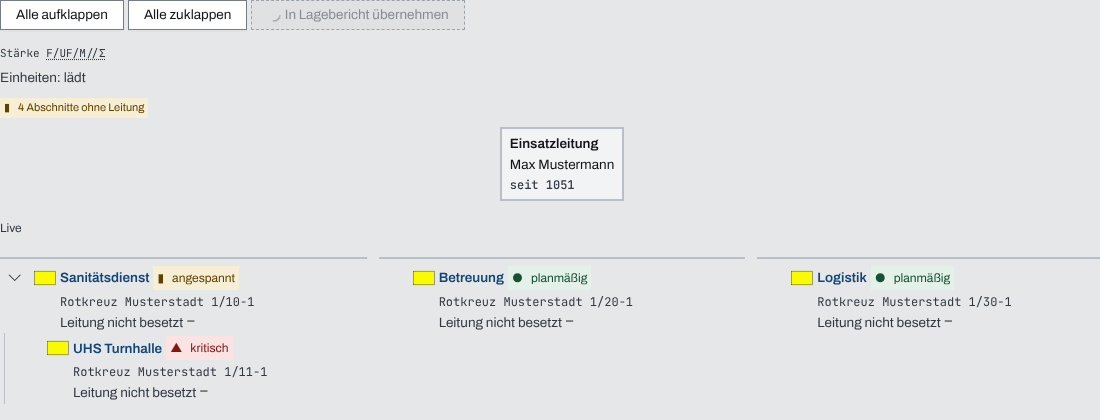 Alle aufklappen Alle zuklappen In Lagebericht übernehmen
Stärke F/UF/M//Σ
Einheiten: lädt
4 Abschnitte ohne Leitung
Einsatzleitung
Max Mustermann
seit 1051
Live
Sanitätsdienst angespannt
Rotkreuz Musterstadt 1/10-1
Leitung nicht besetzt –
UHS Turnhalle kritisch
Rotkreuz Musterstadt 1/11-1
Leitung nicht besetzt –
Betreuung planmäßig
Rotkreuz Musterstadt 1/20-1
Leitung nicht besetzt –
Logistik planmäßig
Rotkreuz Musterstadt 1/30-1
Leitung nicht besetzt –